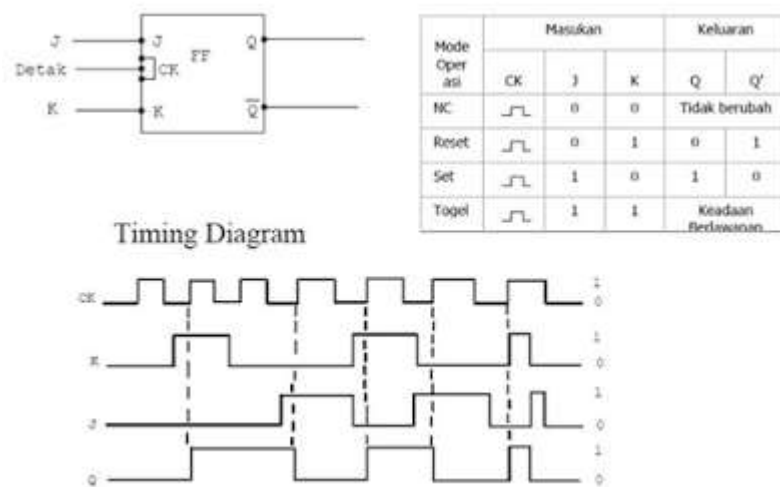 J J Q
FF
Detak CK
K K Q
Mode Operasi Masukan Keluaran
CK J K Q Q'
NC 0 0 Tidak berubah
Reset 0 1 0 1
Set 1 0 1 0
Togel 1 1 Keadaan
Berlawanan
Timing Diagram
CK 1
0
K 1
0
J 1
0
Q 1
0